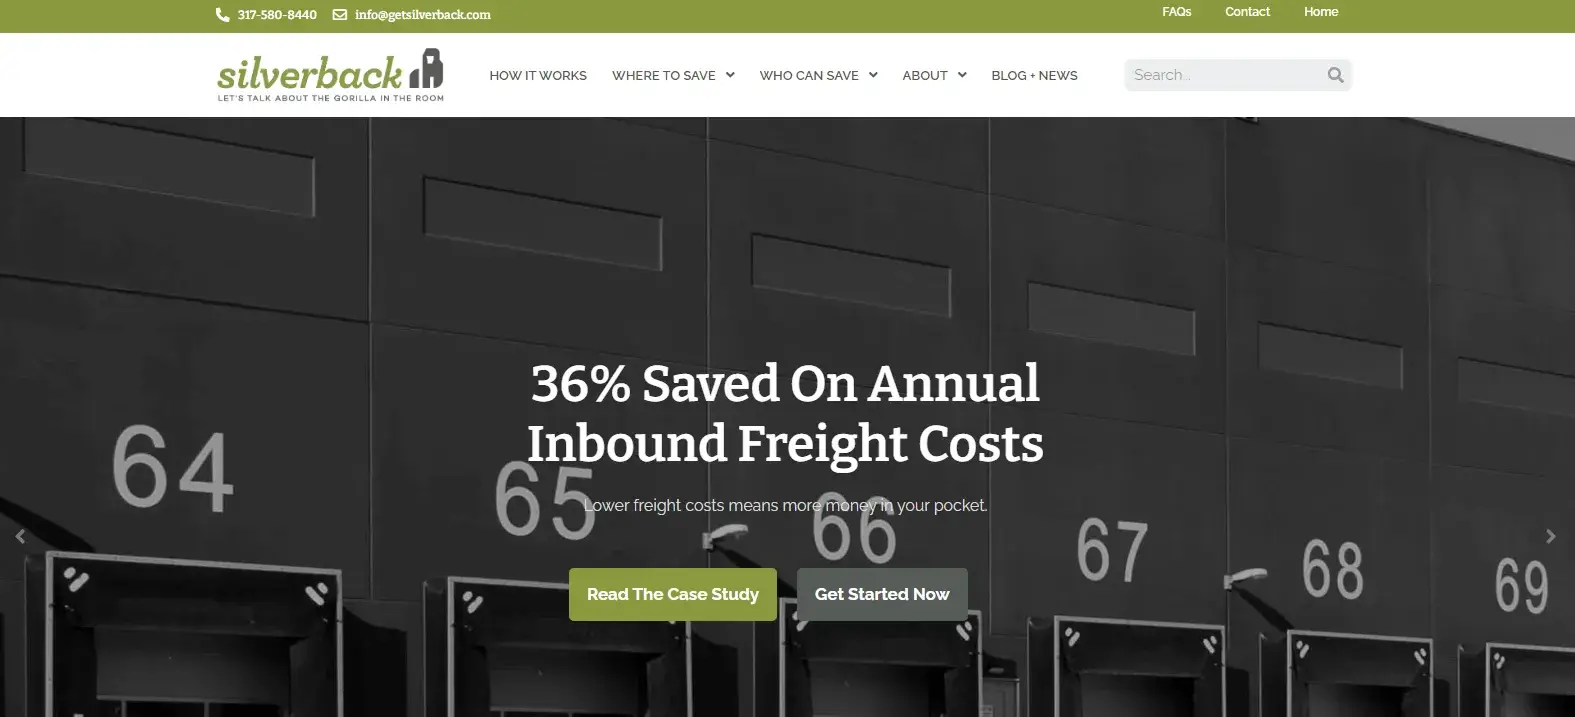 317-580-8440 info@getsilverback.com FAQs Contact Home
silverback
LET'S TALK ABOUT THE GORILLA IN THE ROOM
HOW IT WORKS WHERE TO SAVE WHO CAN SAVE ABOUT BLOG + NEWS Search...
36% Saved On Annual
Inbound Freight Costs
Lower freight costs means more money in your pocket.
64 65 66 67 68 69
Read The Case Study Get Started Now